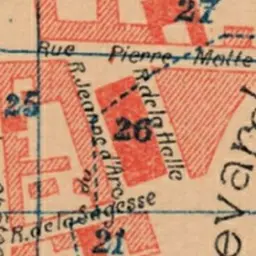 27
Rue Pierre-Motte
R. Jeanne d'Arc
R. de la Halle
25
26
R. de la Sagesse
21
evard